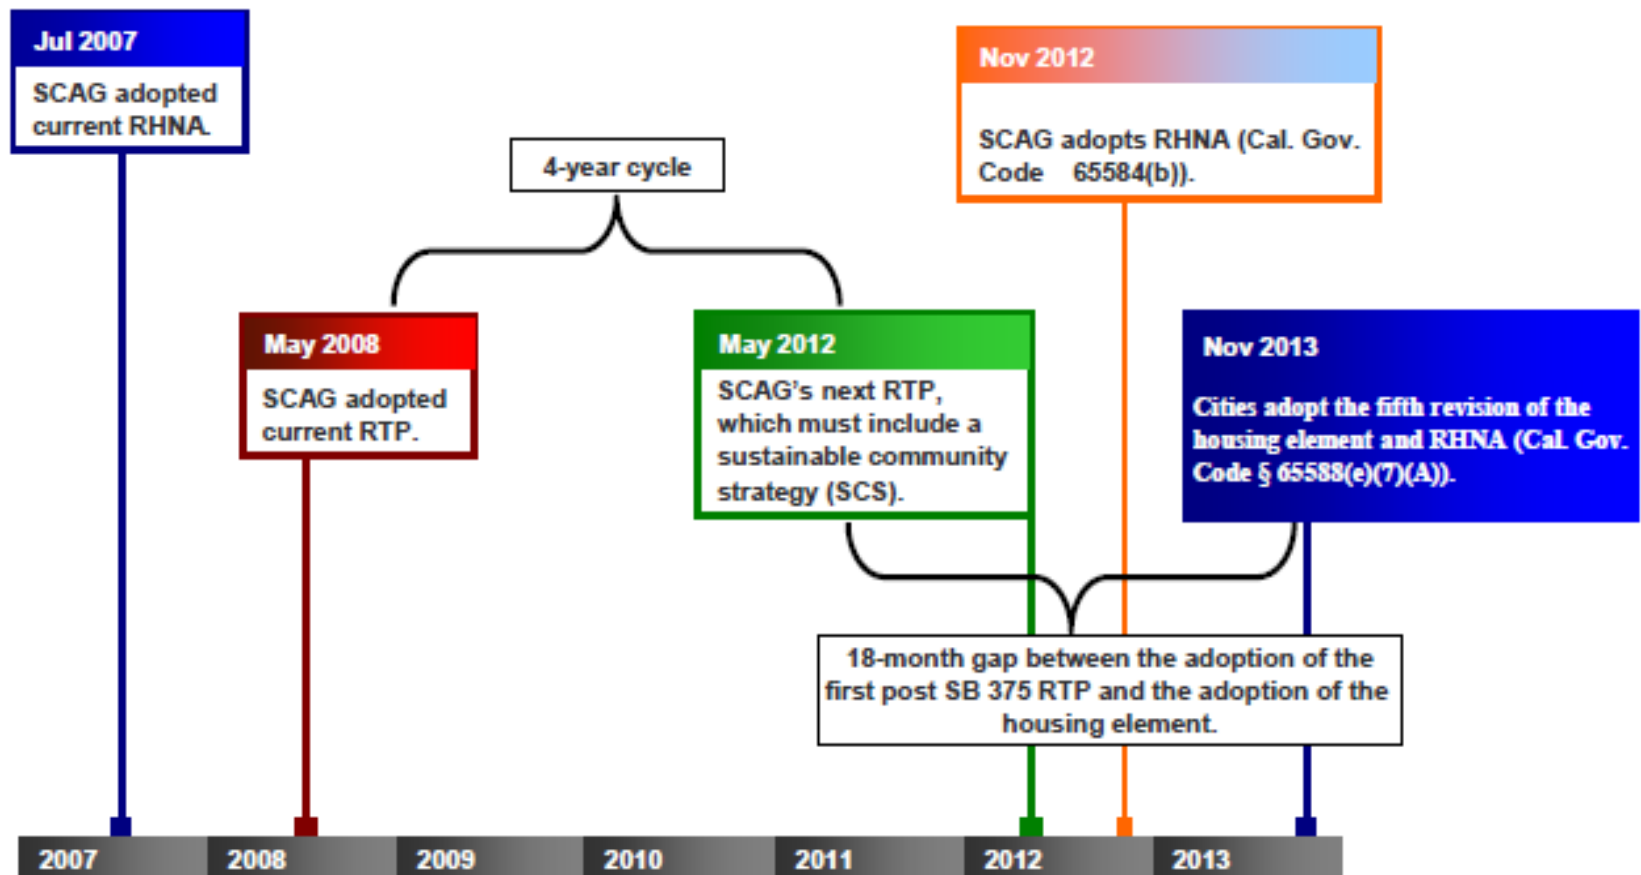 Jul 2007
SCAG adopted
current RHNA.
Nov 2012
SCAG adopts RHNA (Cal. Gov.
Code 65584(b)).
4-year cycle
May 2008
SCAG adopted
current RTP.
May 2012
SCAG's next RTP,
which must include a
sustainable community
strategy (SCS).
Nov 2013
Cities adopt the fifth revision of the
housing element and RHNA (Cal. Gov.
Code § 65588(e)(7)(A)).
18-month gap between the adoption of the
first post SB 375 RTP and the adoption of the
housing element.
2007
2008
2009
2010
2011
2012
2013